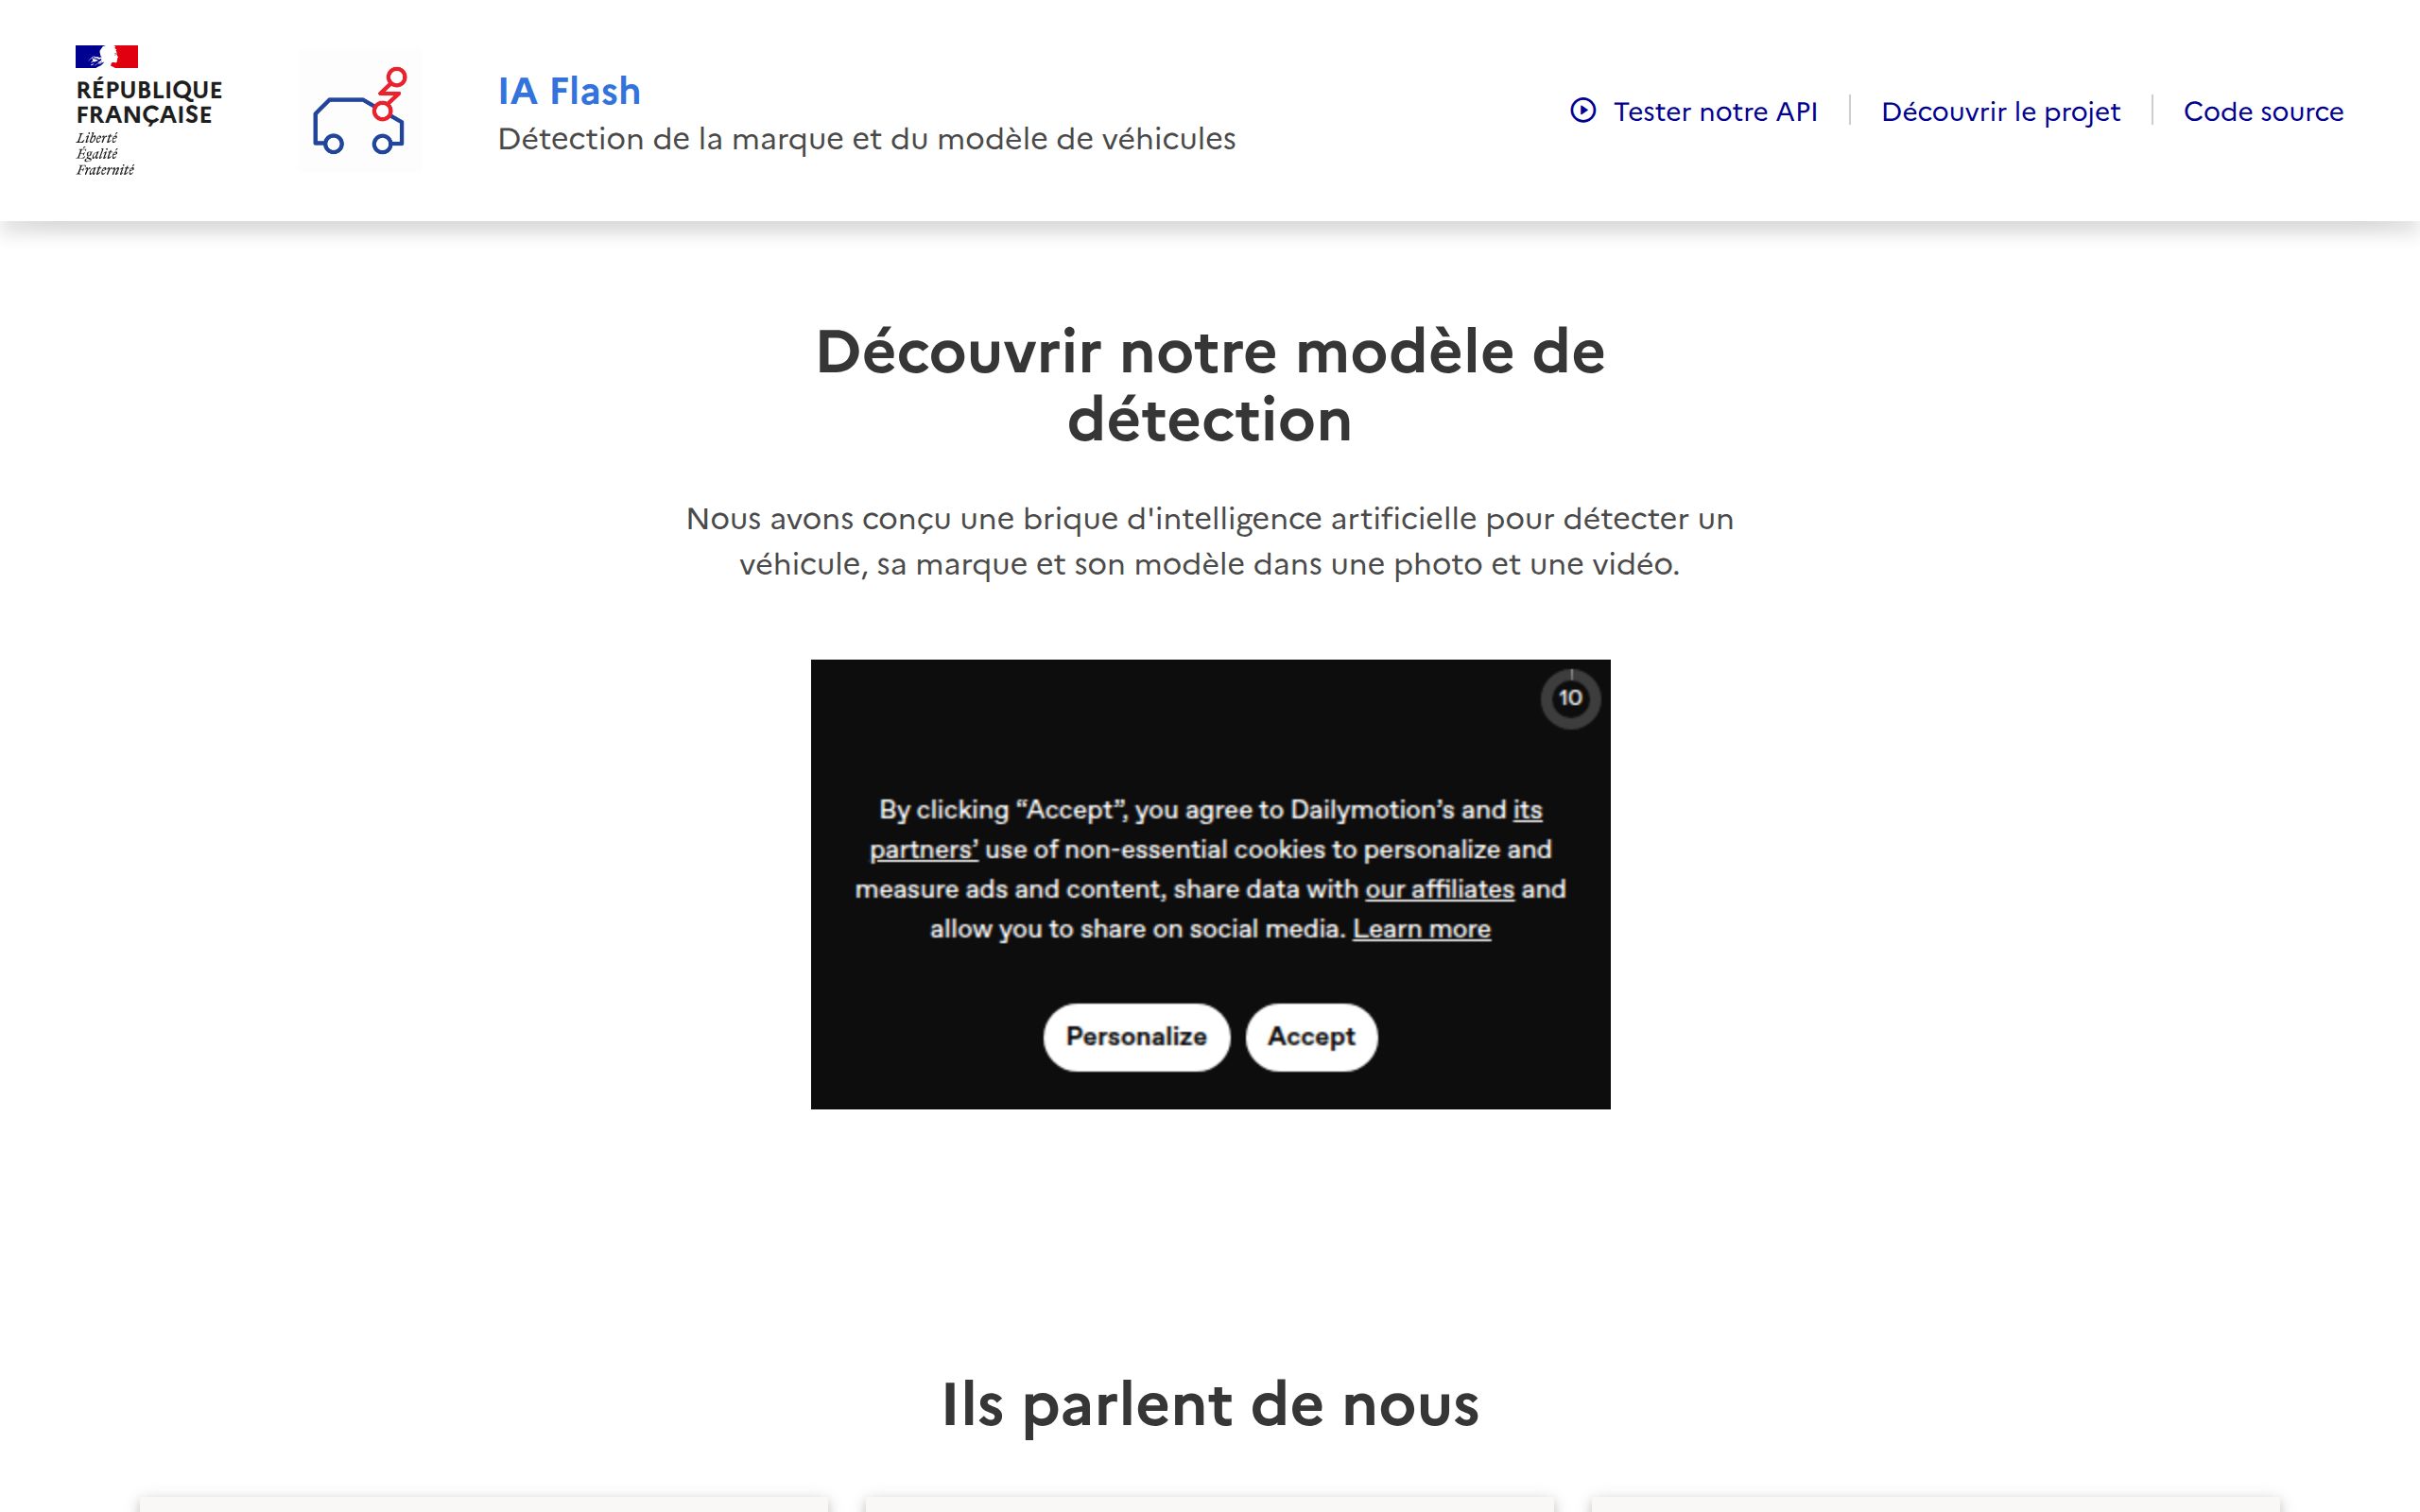 RÉPUBLIQUE
FRANÇAISE
Liberté
Égalité
Fraternité
IA Flash
Détection de la marque et du modèle de véhicules
Tester notre API
Découvrir le projet
Code source
Découvrir notre modèle de
détection
Nous avons conçu une brique d'intelligence artificielle pour détecter un
véhicule, sa marque et son modèle dans une photo et une vidéo.
10
By clicking “Accept”, you agree to Dailymotion’s and its
partners’ use of non-essential cookies to personalize and
measure ads and content, share data with our affiliates and
allow you to share on social media. Learn more
Personalize
Accept
Ils parlent de nous